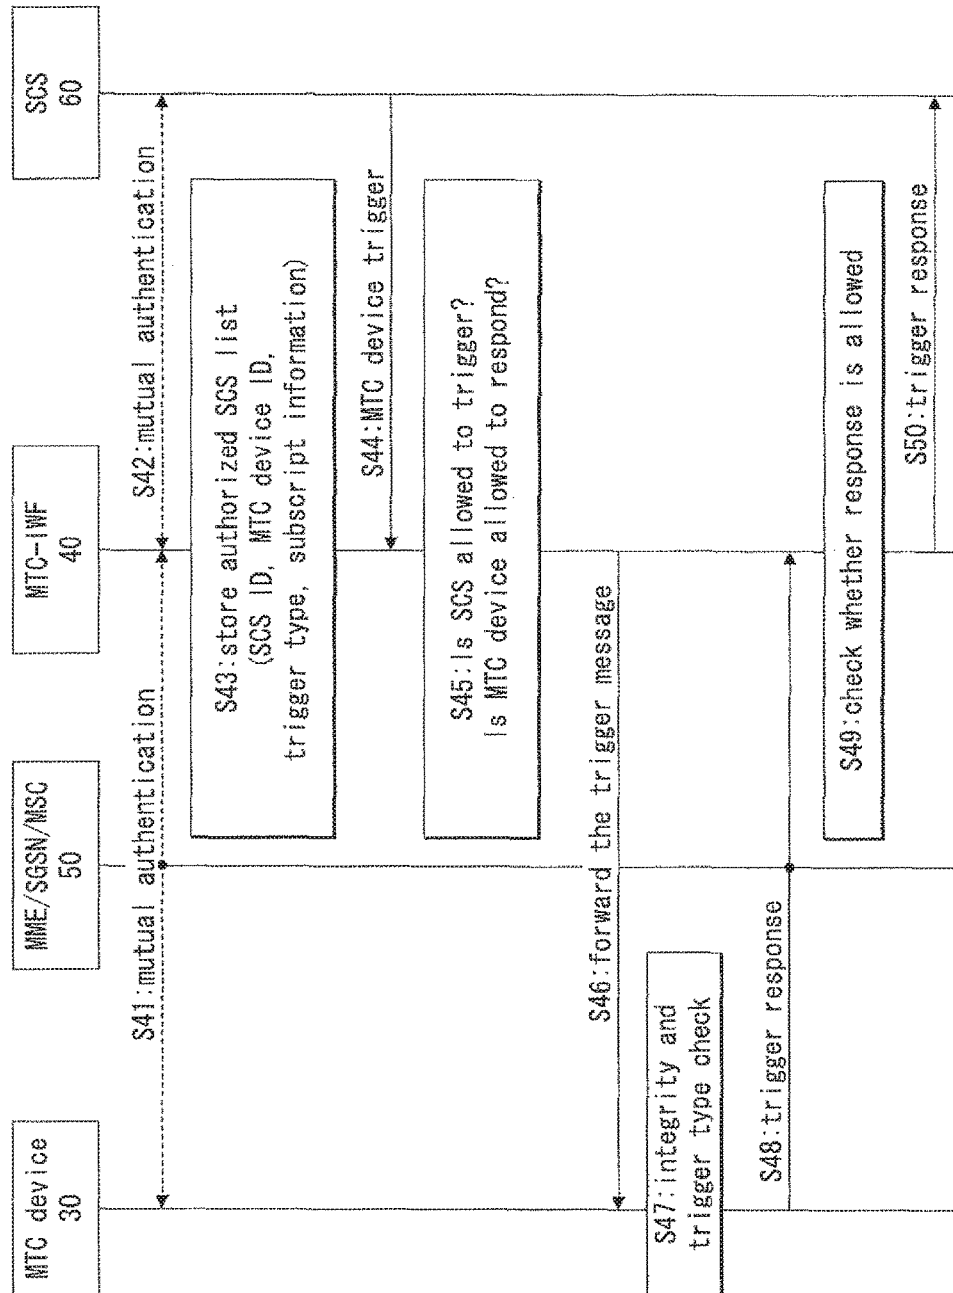 MTC device
30
MME/SGSN/MSC
50
MTC-IWF
40
SCS
60
S41:mutual authentication
S42:mutual authentication
S43:store authorized SCS list
(SCS ID, MTC device ID,
trigger type, subscript information)
S44:MTC device trigger
S45:Is SCS allowed to trigger?
Is MTC device allowed to respond?
S46:forward the trigger message
S47:integrity and
trigger type check
S48:trigger response
S49:check whether response is allowed
S50:trigger response